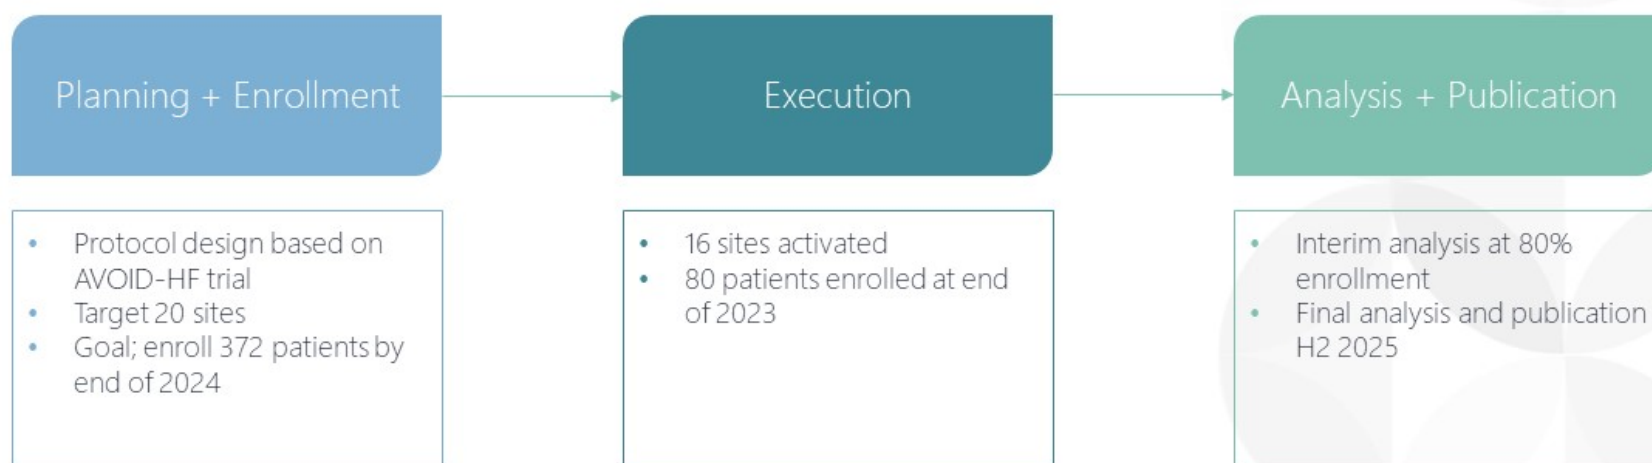 Planning + Enrollment
Execution
Analysis + Publication
• Protocol design based on
AVOID-HF trial
• Target 20 sites
• Goal; enroll 372 patients by
end of 2024
• 16 sites activated
• 80 patients enrolled at end
of 2023
• Interim analysis at 80%
enrollment
• Final analysis and publication
H2 2025